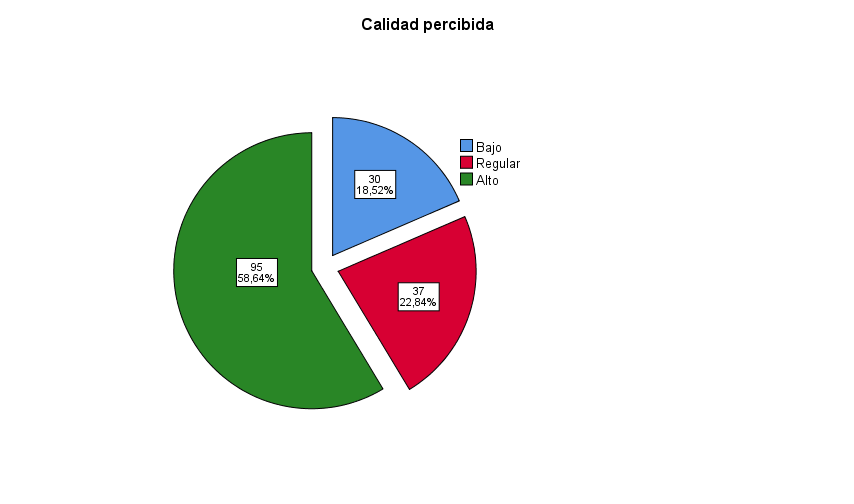 Calidad percibida
Bajo
Regular
Alto
30
18,52%
95
58,64%
37
22,84%